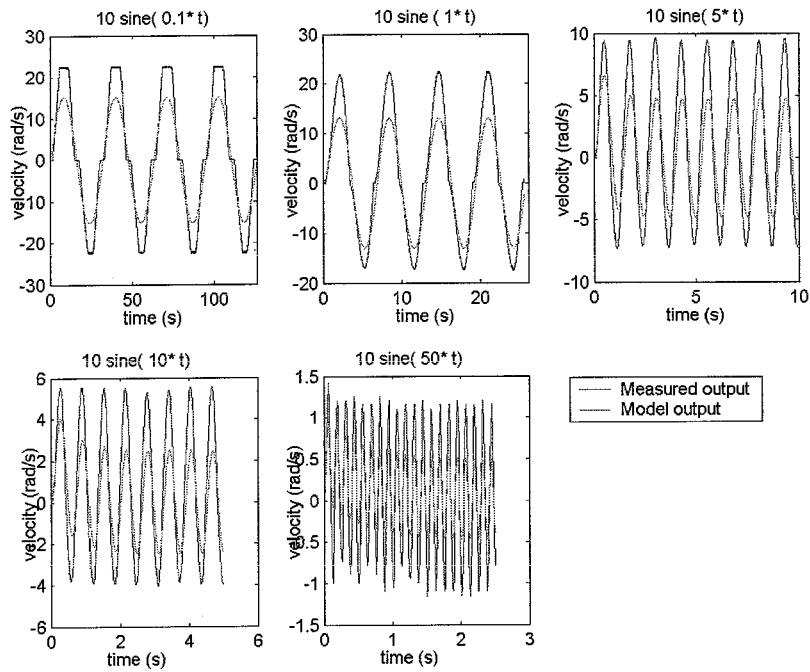 10 sine( 0.1* t)
10 sine ( 1* t)
10 sine( 5* t)
30
20
10
0
-10
-20
-30
velocity (rad/s)
0
50
100
time (s)
30
20
10
0
-10
-20
velocity (rad/s)
0
10
20
time (s)
10
5
0
-5
-10
velocity (rad/s)
0
5
10
time (s)
10 sine( 10* t)
10 sine( 50* t)
6
4
2
0
-2
-4
-6
velocity (rad/s)
0
2
4
6
time (s)
1.5
1
0.5
0
-0.5
-1
-1.5
velocity (rad/s)
0
1
2
3
time (s)
Measured output
Model output